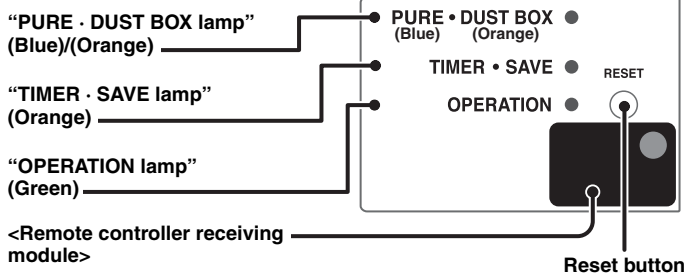 “PURE · DUST BOX lamp”
(Blue)/(Orange)
“TIMER · SAVE lamp”
(Orange)
“OPERATION lamp”
(Green)
<Remote controller receiving
module>
PURE • DUST BOX
(Blue) (Orange)
TIMER • SAVE
OPERATION
RESET
Reset button